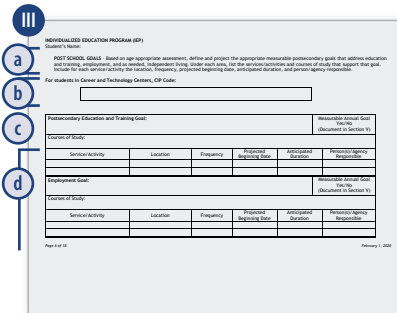 III
INDIVIDUALIZED EDUCATION PROGRAM (IEP)
Student's Name:
a
POST SCHOOL GOALS – Based on age appropriate assessment, define and project the appropriate measurable postsecondary goals that address education
and training, employment, and as needed, independent living. Under each area, list the services/activities and courses of study that support that goal.
Include for each service/activity the location, frequency, projected beginning date, anticipated duration, and person/agency responsible.
For students in Career and Technology Centers, CIP Code:
b
c
Postsecondary Education and Training Goal:
Measurable Annual Goal
Yes/No
(Document in Section V)
Courses of Study:
Service/Activity Location Frequency Projected Beginning Date Anticipated Duration Person(s)/Agency Responsible
d
Employment Goal:
Measurable Annual Goal
Yes/No
(Document in Section V)
Courses of Study:
Service/Activity Location Frequency Projected Beginning Date Anticipated Duration Person(s)/Agency Responsible
Page 6 of 18 February 1, 2020